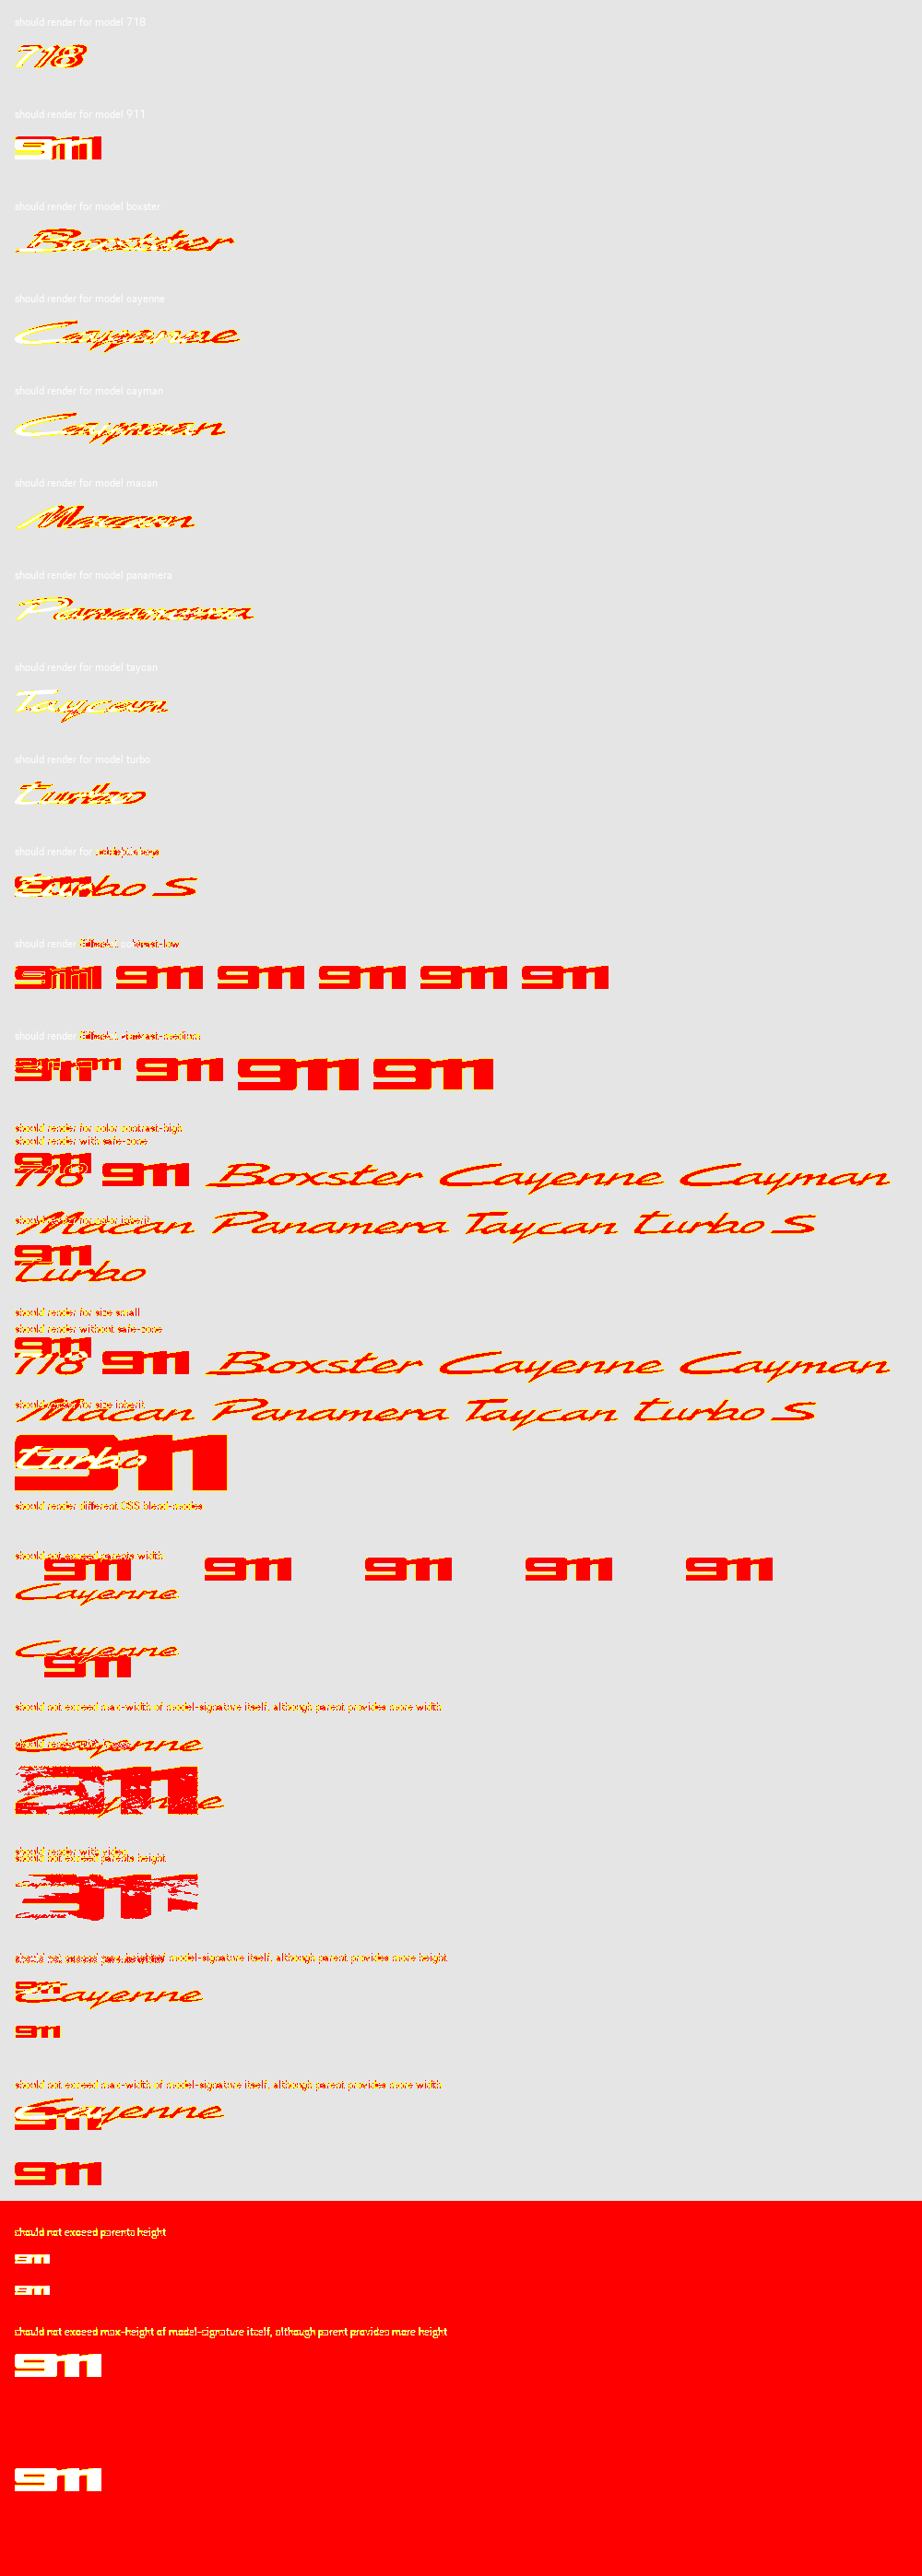 should render for model 718
718
should render for model 911
911
should render for model boxster
Boxster
should render for model cayenne
Cayenne
should render for model cayman
Cayman
should render for model macan
Macan
should render for model panamera
Panamera
should render for model taycan
Taycan
should render for model turbo
turbo
should render for
turbo S
should render
911 911 911 911 911 911
should render
911 911 911 911
should render for color contrast-high
should render with safe-zone
911
718 911 Boxster Cayenne Cayman
should render for color inherit
Macan Panamera Taycan turbo S
911
turbo
should render for size small
should render without safe-zone
911
718 911 Boxster Cayenne Cayman
should render for size inherit
Macan Panamera Taycan turbo S
911
turbo
should render different CSS blend-modes
should not exceed parents width
911 911 911 911 911
Cayenne
Cayenne
911
should not exceed max-width of model-signature itself, although parent provides more width
Cayenne
911
Cayenne
should render with video
should not exceed parents height
Cayenne
911
Cayenne
model-signature itself, although parent provides more height
911
Cayenne
911
should not exceed max-width of model-signature itself, although parent provides more width
Cayenne
911
911
should not exceed parents height
911
911
should not exceed max-height of model-signature itself, although parent provides more height
911
911